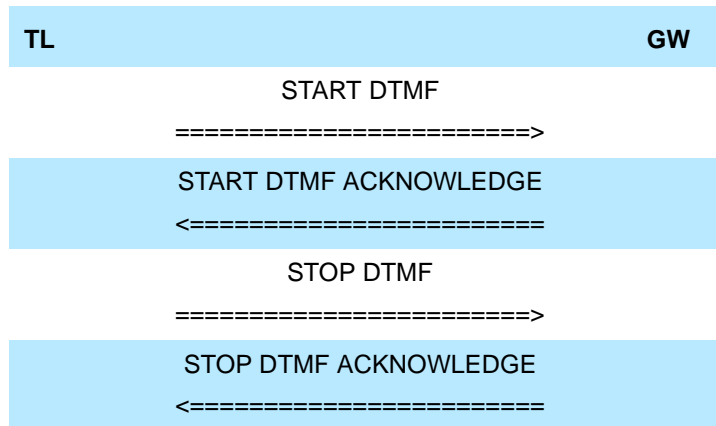 TL GW
START DTMF
========================>
START DTMF ACKNOWLEDGE
<========================
STOP DTMF
========================>
STOP DTMF ACKNOWLEDGE
<========================